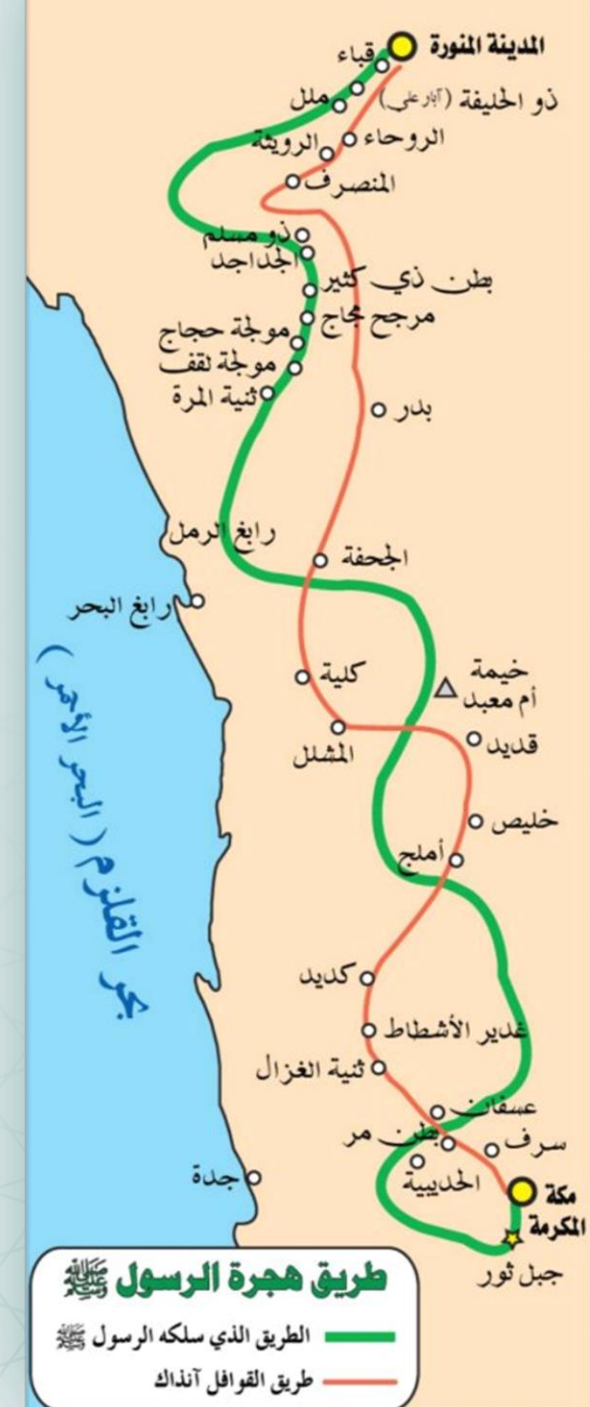 المدينة المنورة
قباء
ذو الحليفة (آبار علي)
ملل
الروحاء
الرويثة
المنصرف
ذو مسلم
الجداجد
بطن ذي كثير
مرجح مجاج
مولجة حجاج
مولجة لقف
ثنية المرة
بدر
رابغ الرمل
الجحفة
رابغ البحر
كلية
خيمة
أم معبد
المشلل
قديد
خليص
أملج
بحر القلزم ( البحر الأحمر )
كديد
غدير الأشطاط
ثنية الغزال
عسفان
بطن مر
سرف
الحديبية
جدة
مكة
المكرمة
جبل ثور
طريق هجرة الرسول ﷺ
الطريق الذي سلكه الرسول ﷺ
طريق القوافل آنذاك